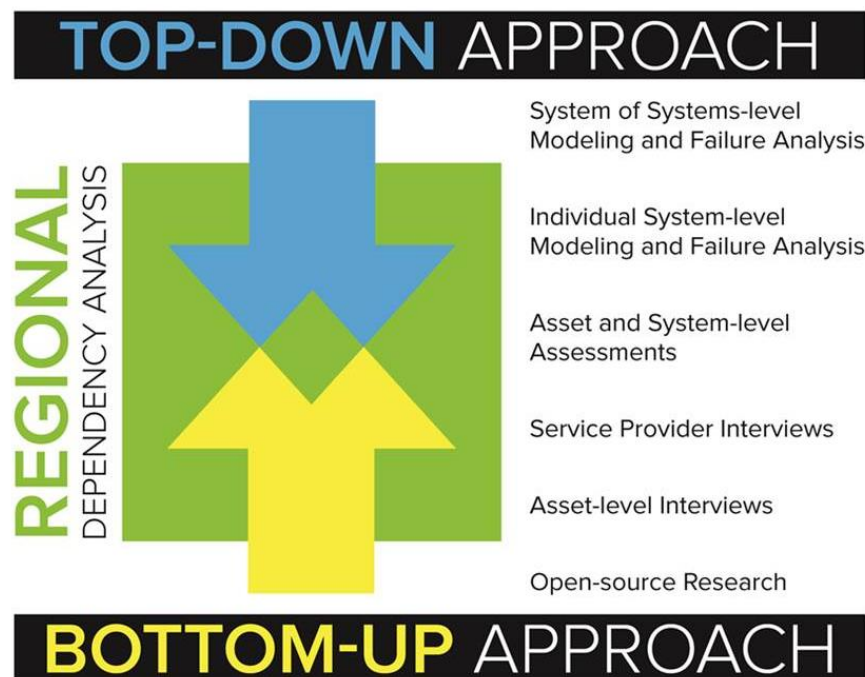 TOP-DOWN APPROACH
REGIONAL
DEPENDENCY ANALYSIS
System of Systems-level
Modeling and Failure Analysis
Individual System-level
Modeling and Failure Analysis
Asset and System-level
Assessments
Service Provider Interviews
Asset-level Interviews
Open-source Research
BOTTOM-UP APPROACH